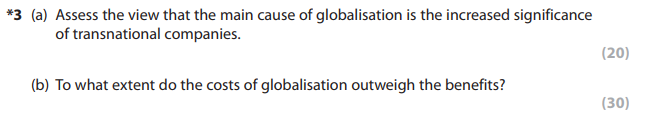 *3 (a) Assess the view that the main cause of globalisation is the increased significance
of transnational companies.
(20)
(b) To what extent do the costs of globalisation outweigh the benefits?
(30)